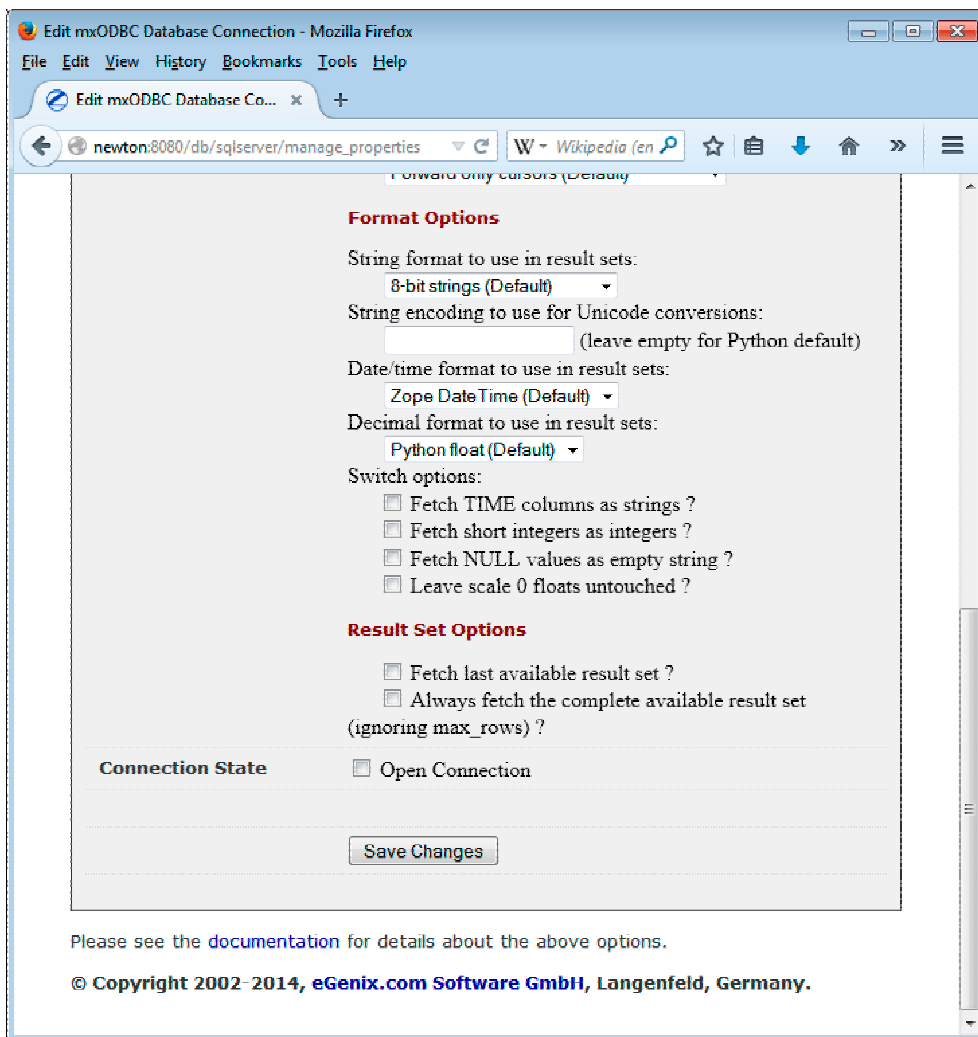 Edit mxODBC Database Connection - Mozilla Firefox
File Edit View History Bookmarks Tools Help
Edit mxODBC Database Co... × +
newton:8080/db/sqlserver/manage_properties W Wikipedia (en
Forward only cursors (Default)
Format Options
String format to use in result sets:
8-bit strings (Default)
String encoding to use for Unicode conversions:
(leave empty for Python default)
Date/time format to use in result sets:
Zope DateTime (Default)
Decimal format to use in result sets:
Python float (Default)
Switch options:
Fetch TIME columns as strings ?
Fetch short integers as integers ?
Fetch NULL values as empty string ?
Leave scale 0 floats untouched ?
Result Set Options
Fetch last available result set ?
Always fetch the complete available result set
(ignoring max_rows) ?
Connection State Open Connection
Save Changes
Please see the documentation for details about the above options.
© Copyright 2002-2014, eGenix.com Software GmbH, Langenfeld, Germany.